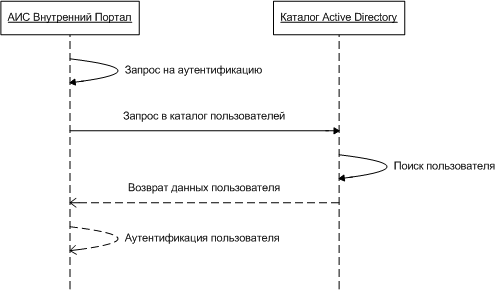 АИС Внутренний Портал
Каталог Active Directory
Запрос на аутентификацию
Запрос в каталог пользователей
Поиск пользователя
Возврат данных пользователя
Аутентификация пользователя